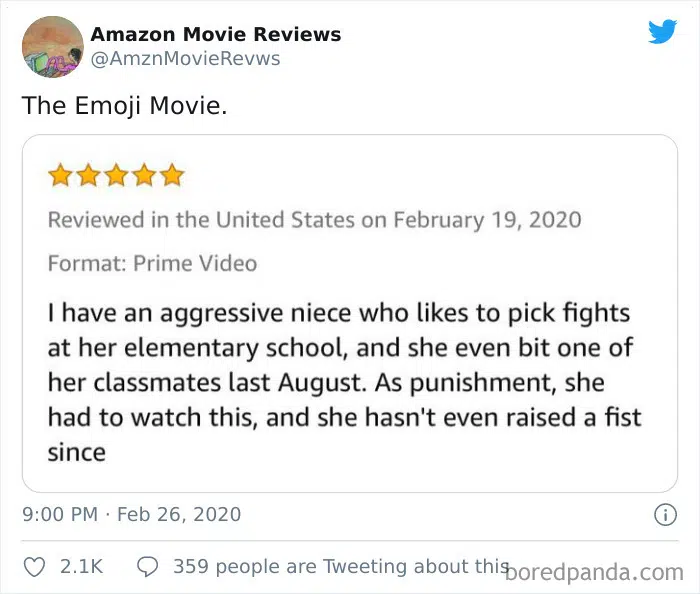 Amazon Movie Reviews
@AmznMovieRevws
The Emoji Movie.
Reviewed in the United States on February 19, 2020
Format: Prime Video
I have an aggressive niece who likes to pick fights
at her elementary school, and she even bit one of
her classmates last August. As punishment, she
had to watch this, and she hasn't even raised a fist
since
9:00 PM · Feb 26, 2020
2.1K 359 people are Tweeting about this
boredpanda.com